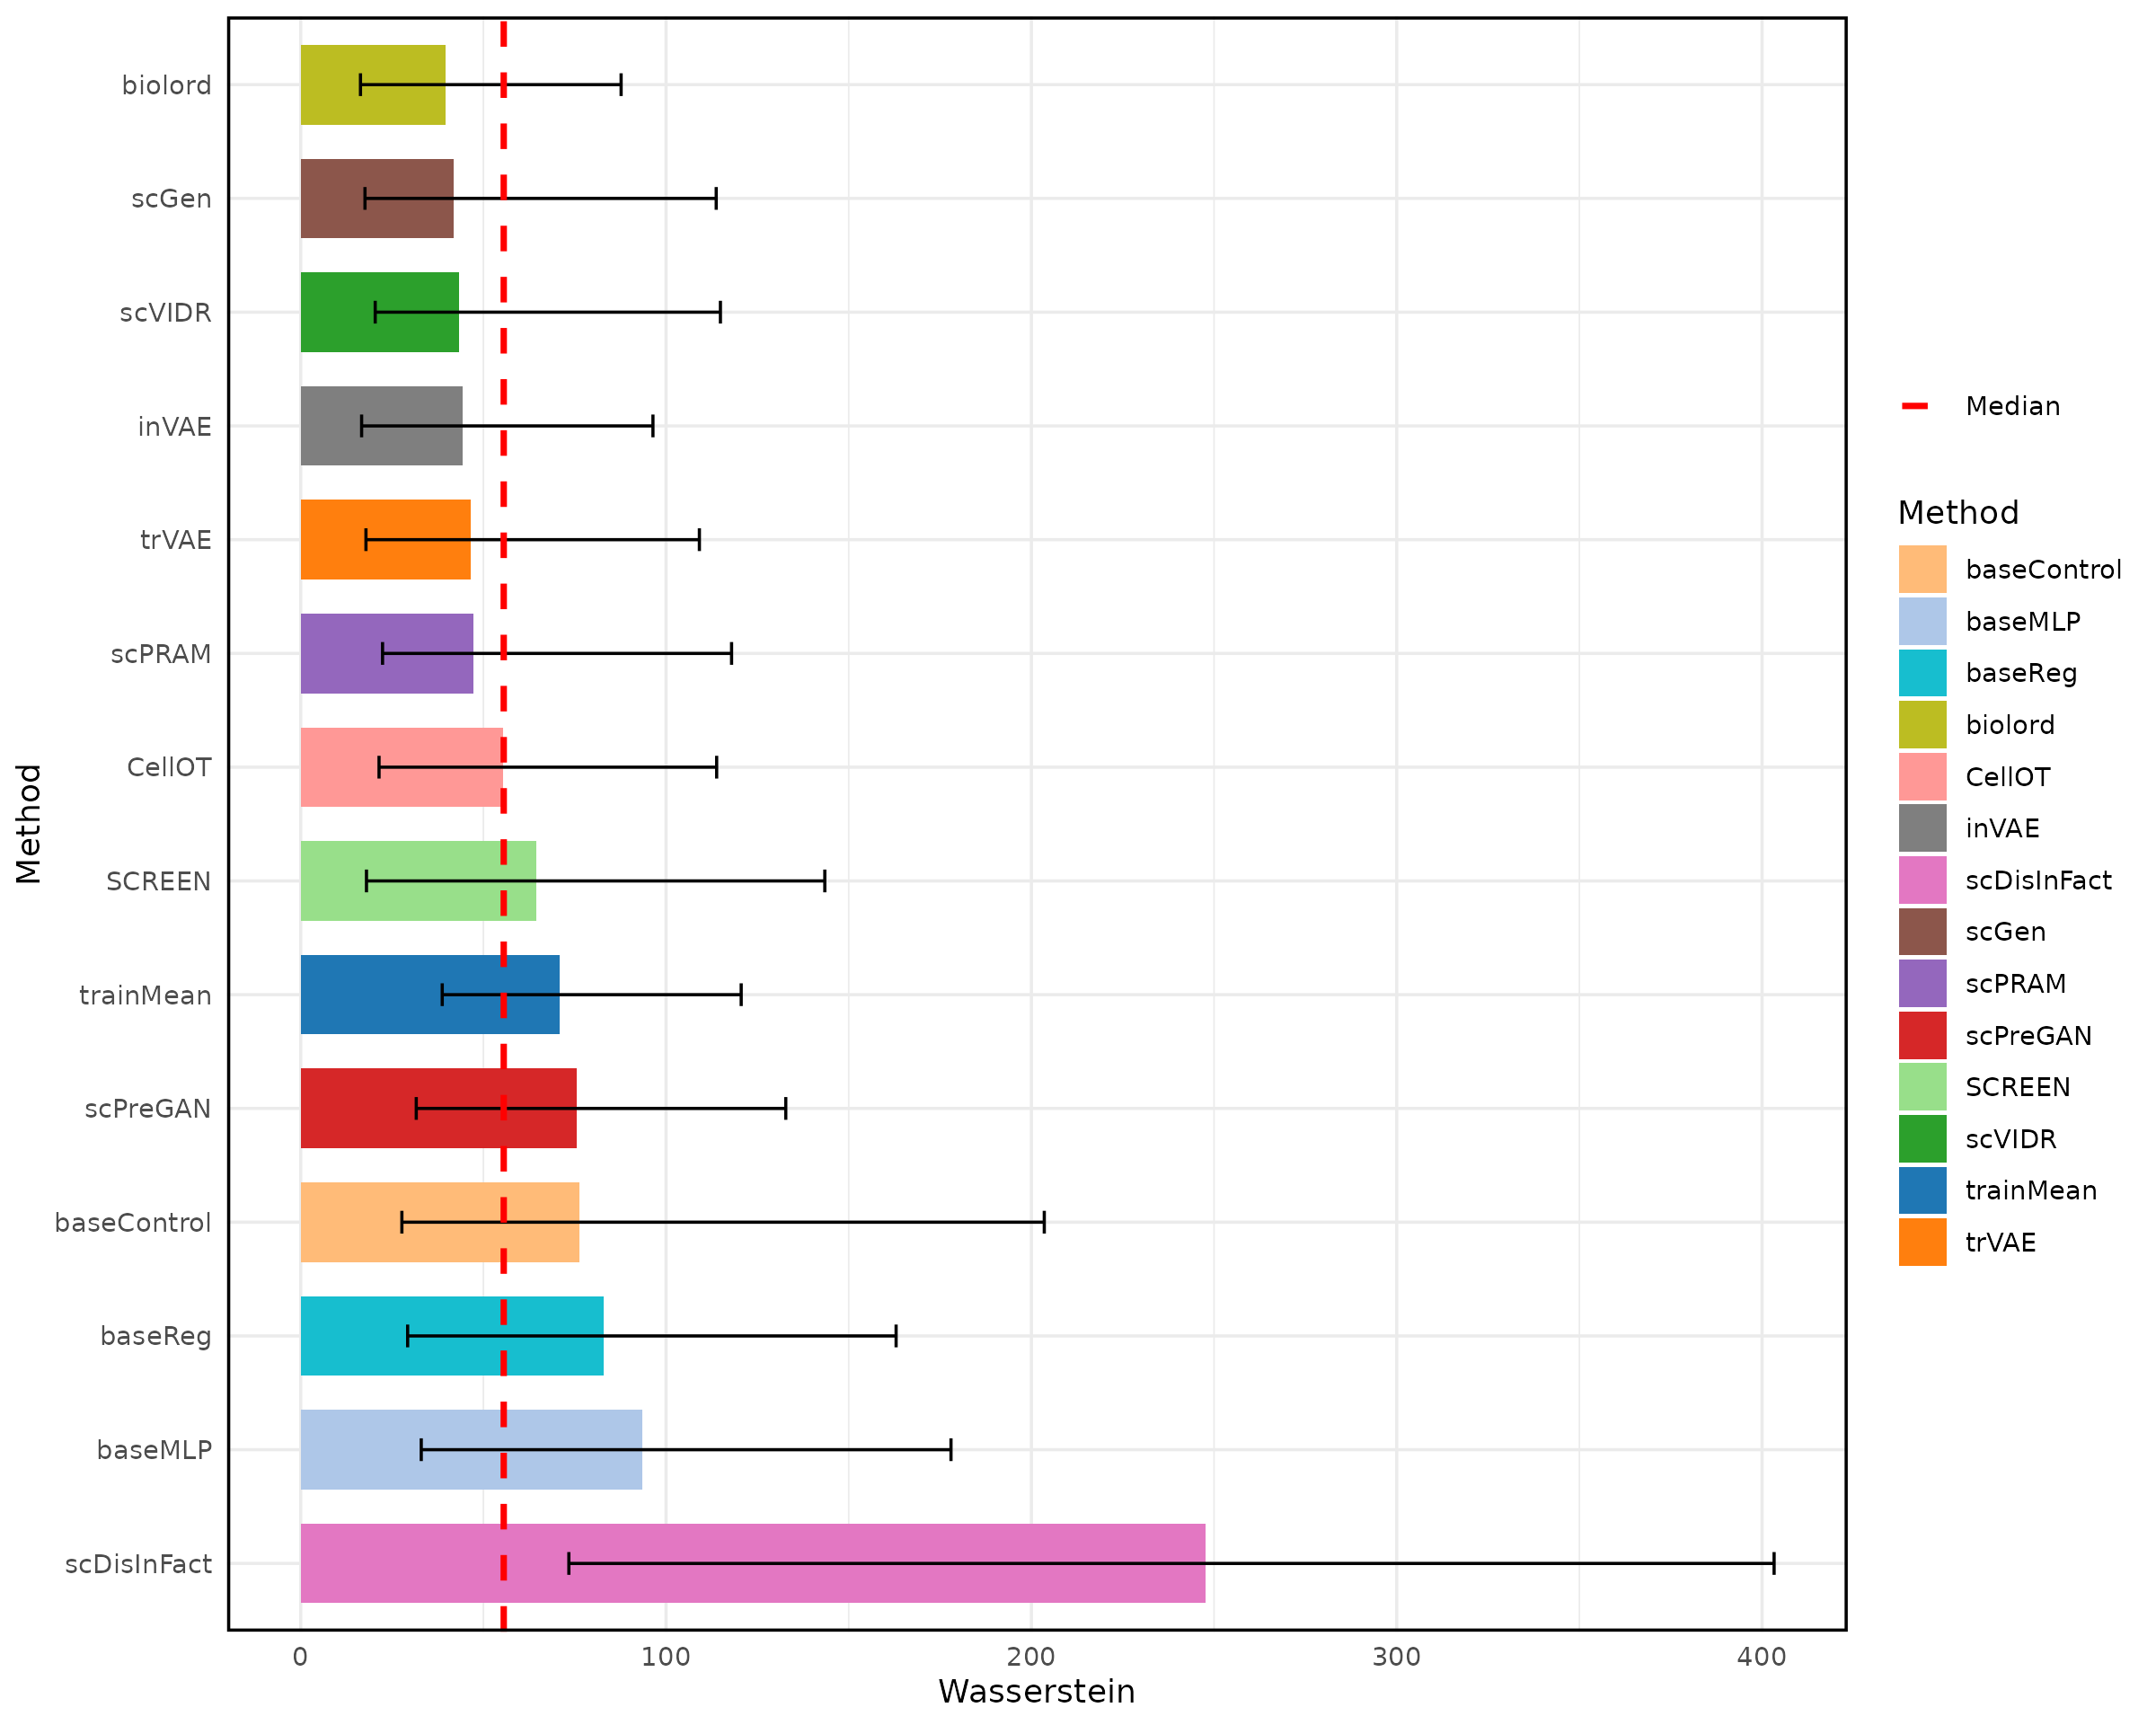 biolord
scGen
scVIDR
inVAE
trVAE
scPRAM
CellOT
SCREEN
trainMean
scPreGAN
baseControl
baseReg
baseMLP
scDisInFact
Method
0 100 200 300 400
Wasserstein
Median
Method
baseControl
baseMLP
baseReg
biolord
CellOT
inVAE
scDisInFact
scGen
scPRAM
scPreGAN
SCREEN
scVIDR
trainMean
trVAE